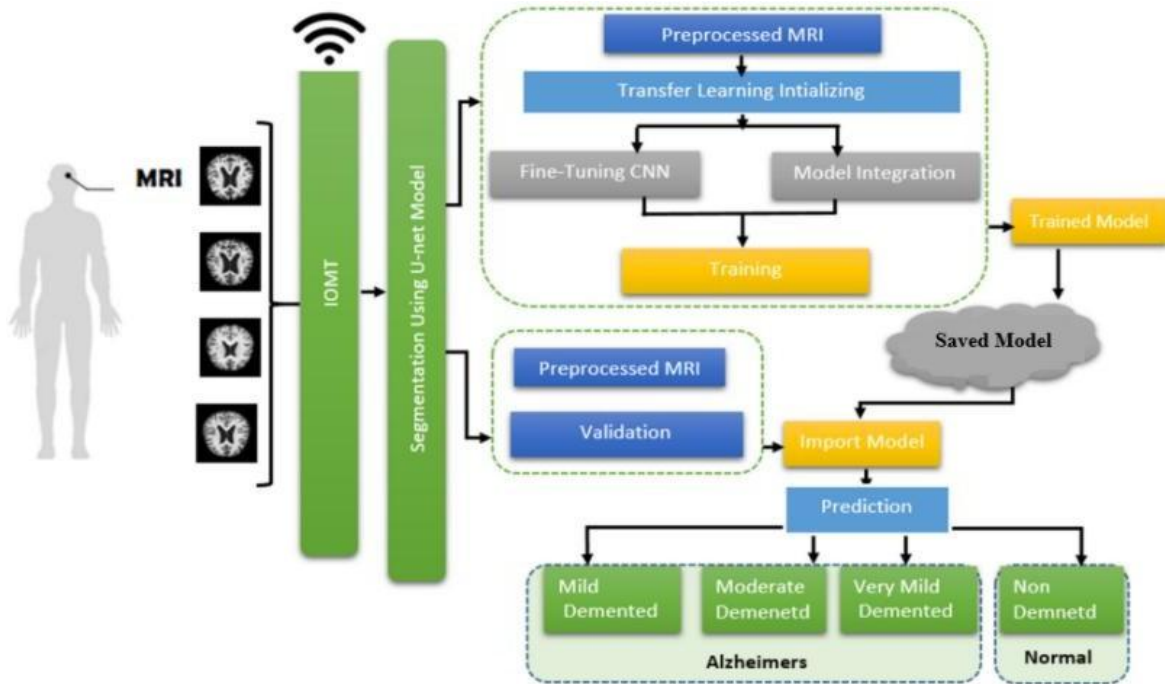 MRI
IOMT
Segmentation Using U-net Model
Preprocessed MRI
Transfer Learning Intializing
Fine-Tuning CNN
Model Integration
Training
Trained Model
Saved Model
Preprocessed MRI
Validation
Import Model
Prediction
Mild
Demented
Moderate
Demenetd
Very Mild
Demented
Non
Demnetd
Alzheimers
Normal